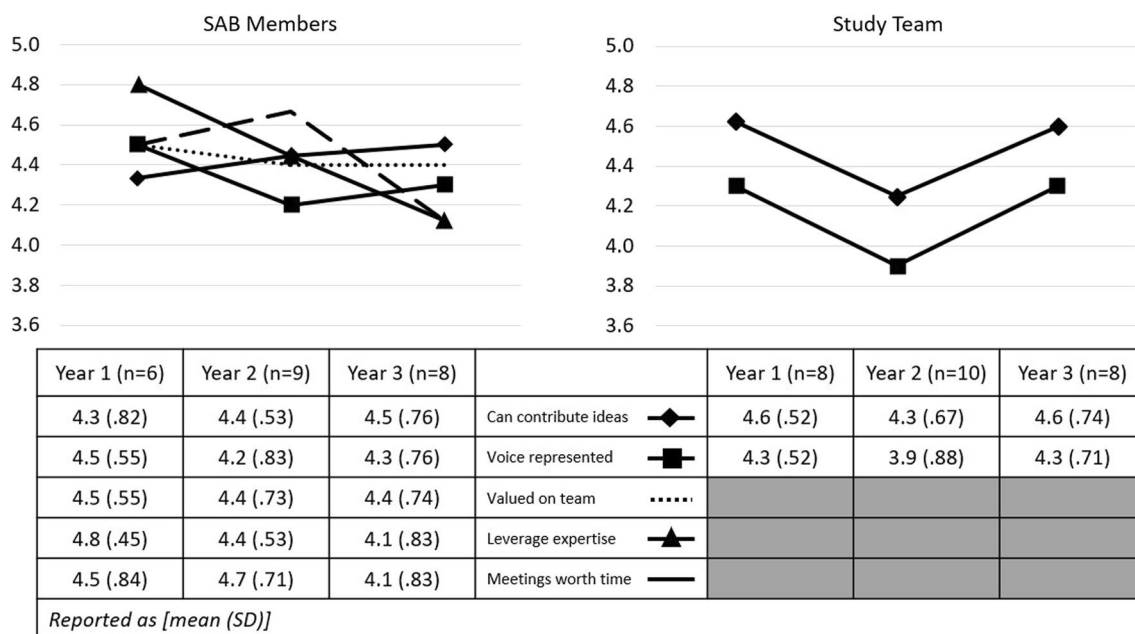 SAB Members
5.0
4.8
4.6
4.4
4.2
4.0
3.8
3.6
Study Team
5.0
4.8
4.6
4.4
4.2
4.0
3.8
3.6
Year 1 (n=6) Year 2 (n=9) Year 3 (n=8) Year 1 (n=8) Year 2 (n=10) Year 3 (n=8)
4.3 (.82) 4.4 (.53) 4.5 (.76) Can contribute ideas 4.6 (.52) 4.3 (.67) 4.6 (.74)
4.5 (.55) 4.2 (.83) 4.3 (.76) Voice represented 4.3 (.52) 3.9 (.88) 4.3 (.71)
4.5 (.55) 4.4 (.73) 4.4 (.74) Valued on team
4.8 (.45) 4.4 (.53) 4.1 (.83) Leverage expertise
4.5 (.84) 4.7 (.71) 4.1 (.83) Meetings worth time
Reported as [mean (SD)]